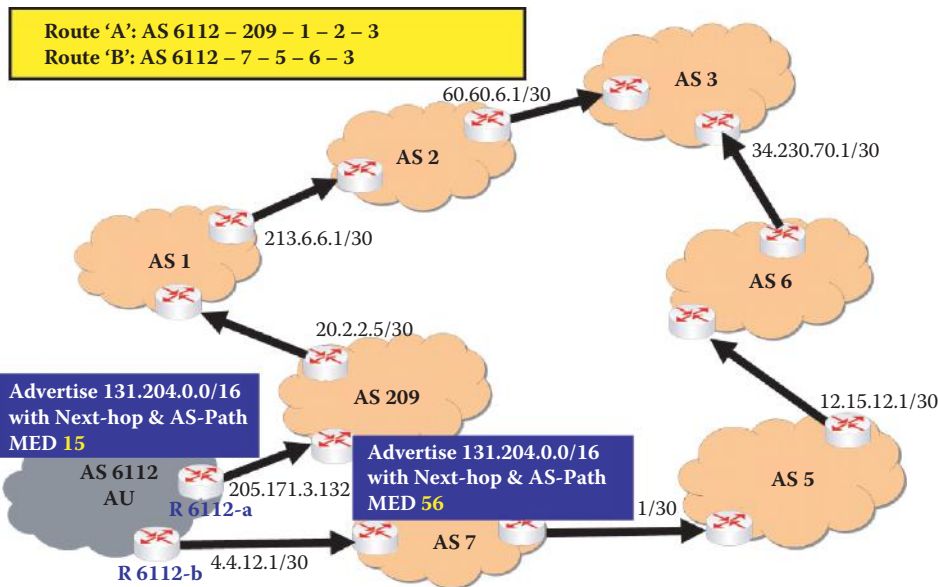 Route 'A': AS 6112 – 209 – 1 – 2 – 3
Route 'B': AS 6112 – 7 – 5 – 6 – 3
60.60.6.1/30
AS 3
AS 2
34.230.70.1/30
213.6.6.1/30
AS 1
AS 6
20.2.2.5/30
Advertise 131.204.0.0/16
with Next-hop & AS-Path
MED 15
AS 209
12.15.12.1/30
Advertise 131.204.0.0/16
with Next-hop & AS-Path
MED 56
AS 6112
AU
205.171.3.132
R 6112-a
AS 5
1/30
AS 7
4.4.12.1/30
R 6112-b